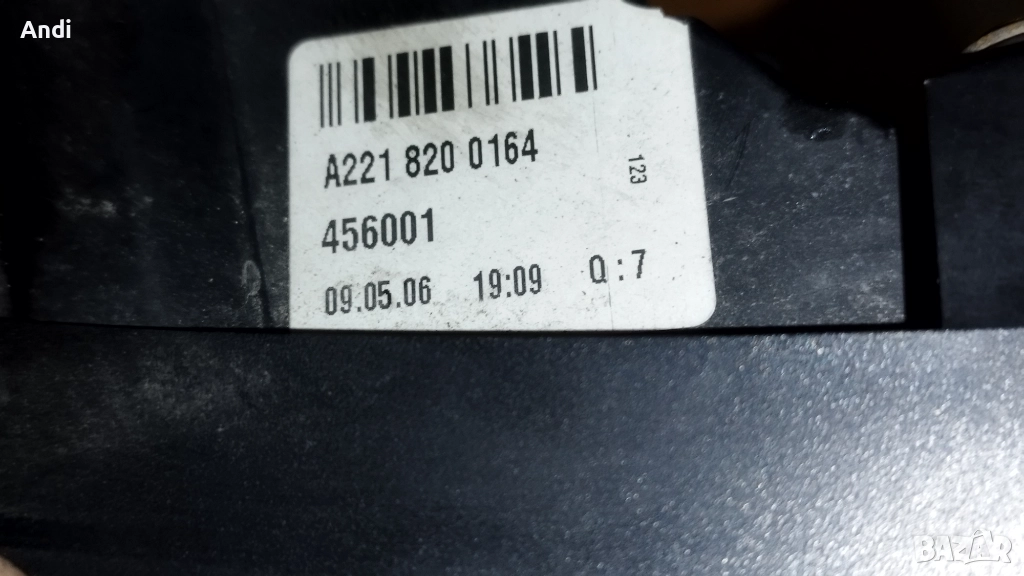 Andi
A221 820 0164
123
456001
09.05.06 19:09 Q:7
BAZAR